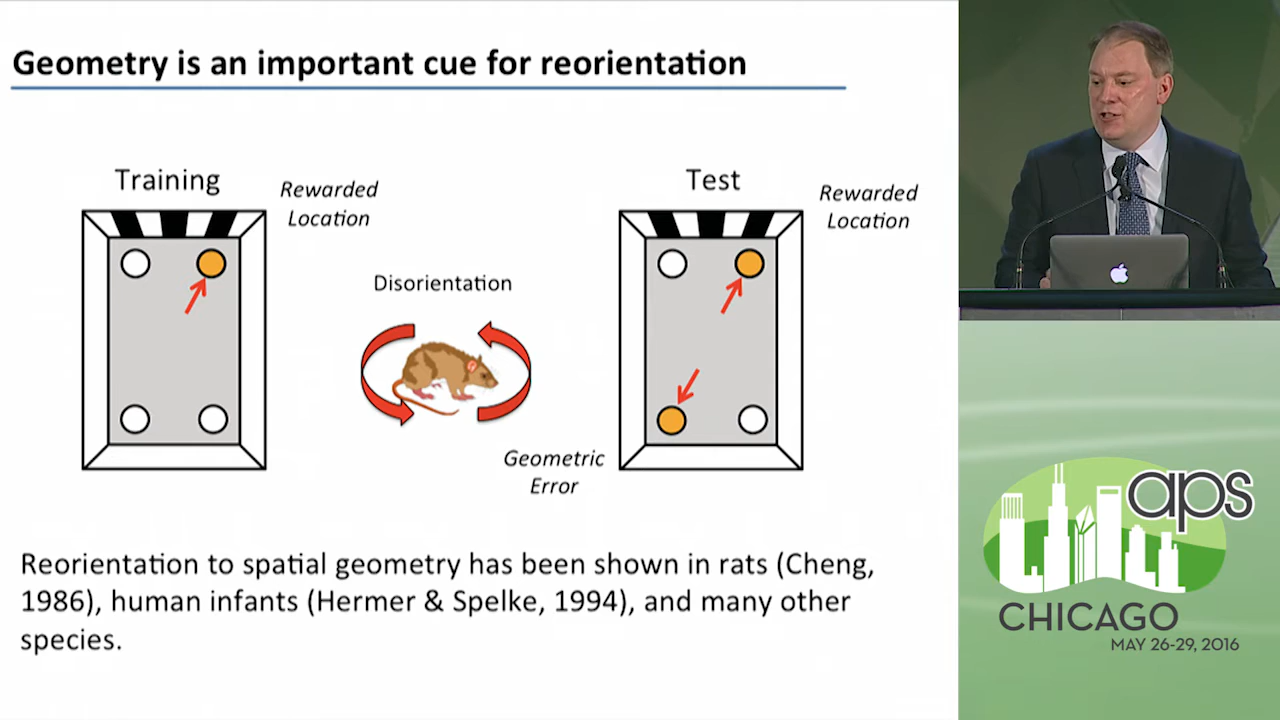 Geometry is an important cue for reorientation
Training
Rewarded
Location
Disorientation
Test
Rewarded
Location
Geometric
Error
Reorientation to spatial geometry has been shown in rats (Cheng,
1986), human infants (Hermer & Spelke, 1994), and many other
species.
aps
CHICAGO
MAY 26-29, 2016